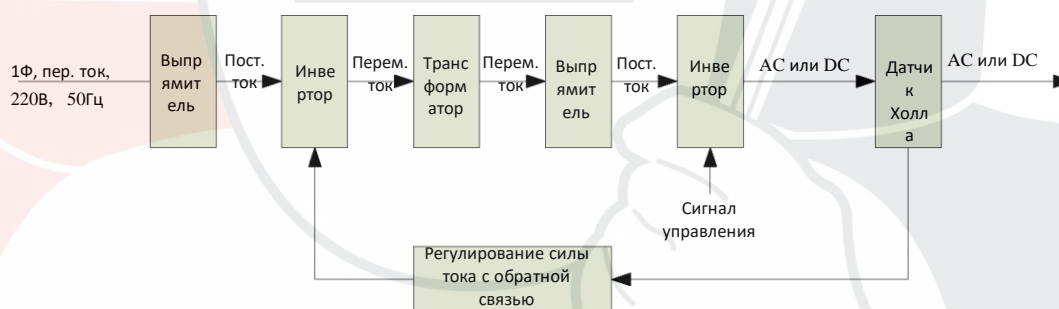 1Ф, пер. ток,
220В, 50Гц
Выпр
ямит
ель
Пост.
ток
Инве
ртор
Перем.
ток
Транс
форм
атор
Перем.
ток
Выпр
ямит
ель
Пост.
ток
Инве
ртор
AC или DC
Датчи
к
Холл
а
AC или DC
Сигнал
управления
Регулирование силы
тока с обратной
связью